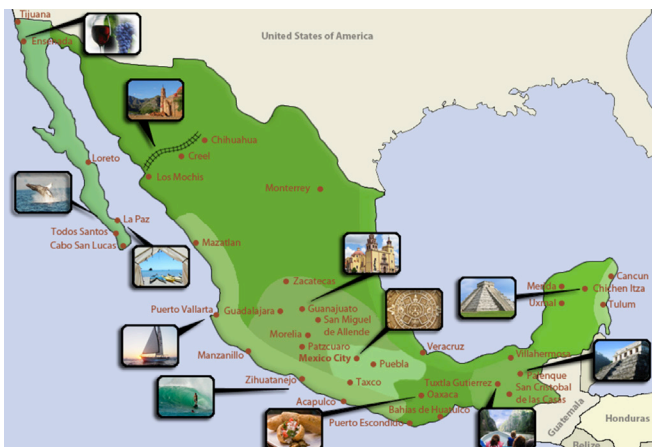 Tijuana
Ensenada
United States of America
Chihuahua
Creel
Loreto
Los Mochis
Monterrey
La Paz
Todos Santos
Cabo San Lucas
Mazatlan
Zacatecas
Cancun
Merida
Chichen Itza
Uxmal
Tulum
Puerto Vallarta
Guadalajara
Guanajuato
San Miguel
de Allende
Morelia
Patzcuaro
Manzanillo
Mexico City
Veracruz
Puebla
Villahermosa
Zihuatanejo
Taxco
Tuxtla Gutierrez
Palenque
Oaxaca
San Cristobal
de las Casas
Acapulco
Bahias de Huatulco
Puerto Escondido
Guatemala
Honduras
Belize